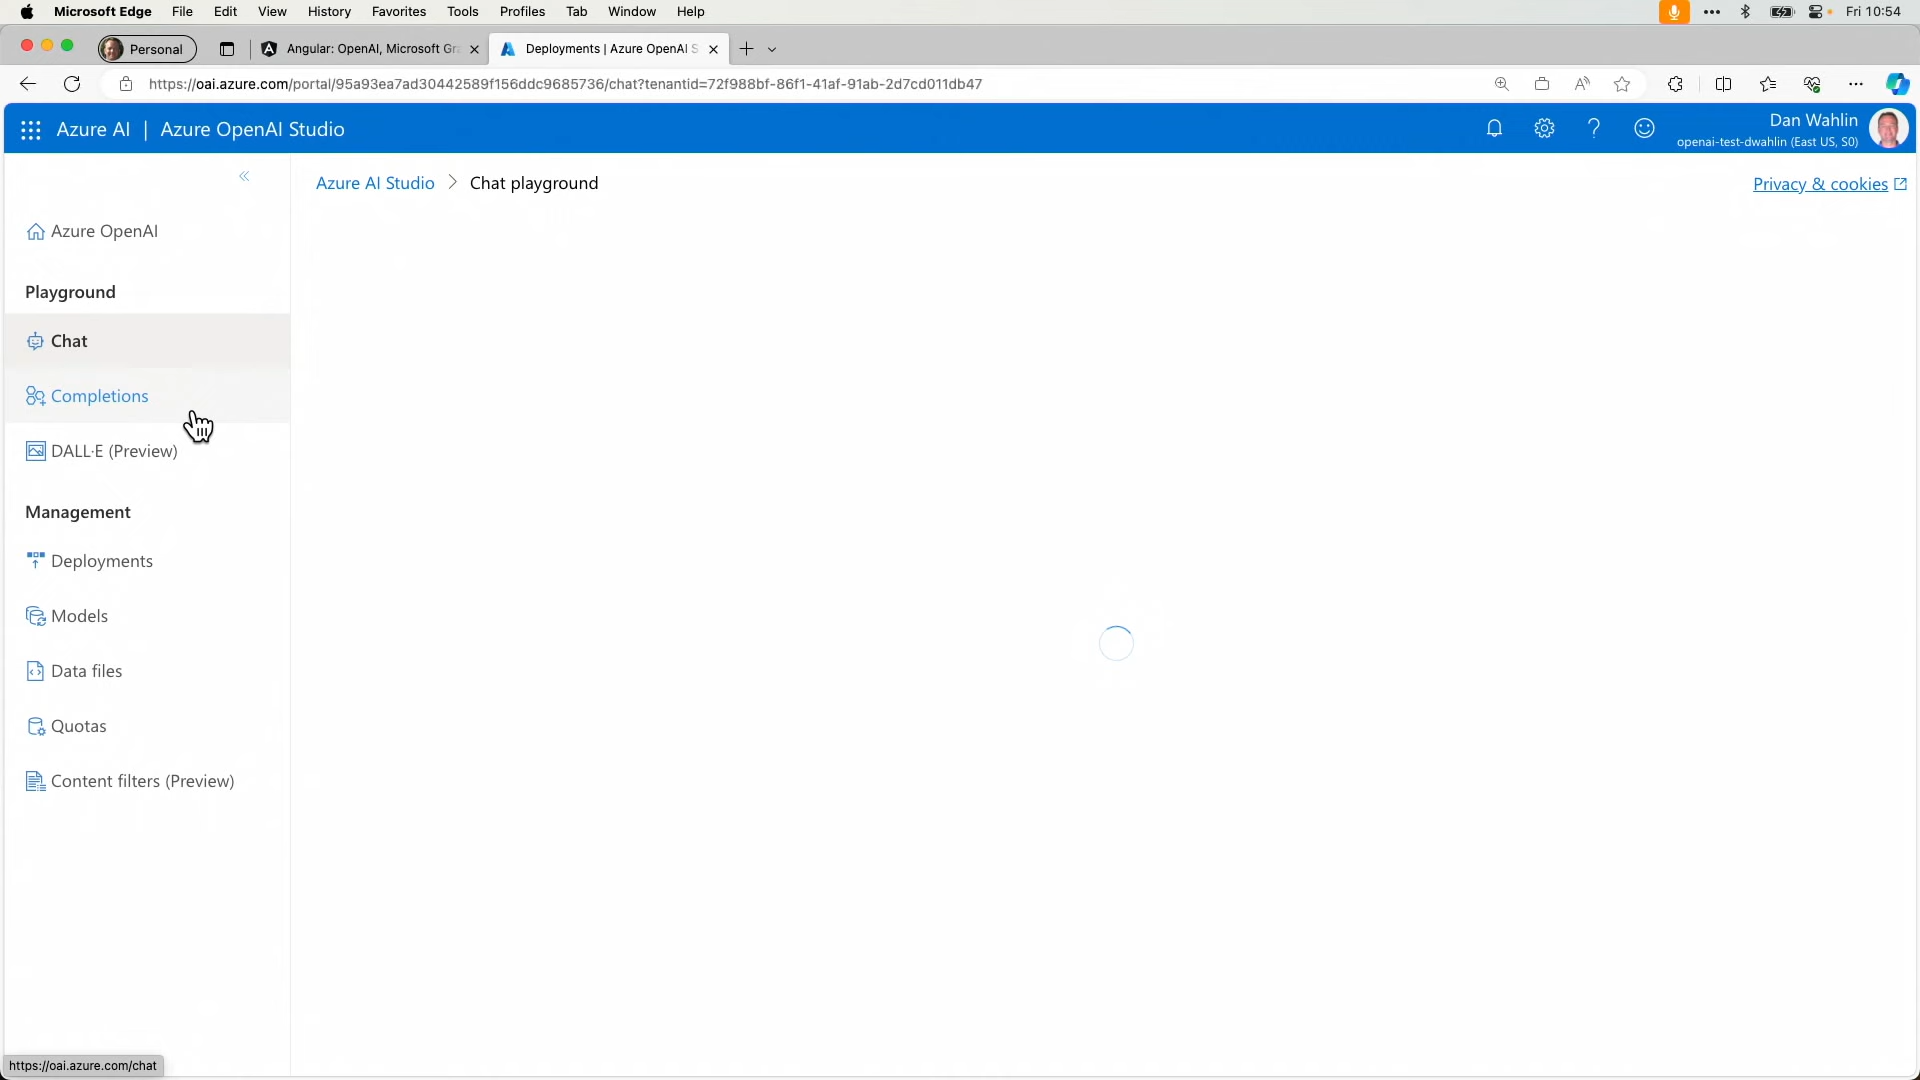 Microsoft Edge File Edit View History Favorites Tools Profiles Tab Window Help Fri 10:54
Personal Angular: OpenAI, Microsoft Gr Deployments | Azure OpenAI S
https://oai.azure.com/portal/95a93ea7ad30442589f156ddc9685736/chat?tenantid=72f988bf-86f1-41af-91ab-2d7cd011db47
Azure AI | Azure OpenAI Studio
Dan Wahlin
openai-test-dwahlin (East US, S0)
Azure AI Studio > Chat playground
Privacy & cookies
Azure OpenAI
Playground
Chat
Completions
DALL·E (Preview)
Management
Deployments
Models
Data files
Quotas
Content filters (Preview)
https://oai.azure.com/chat